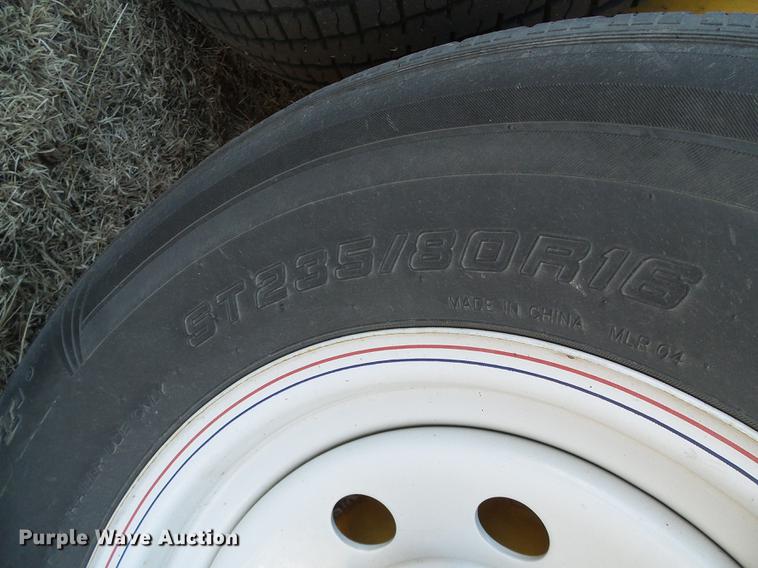 ST235/80R16
MADE IN CHINA MLR 04
Purple Wave Auction